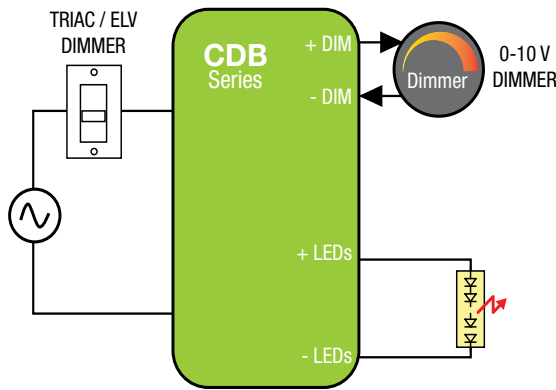 TRIAC / ELV
DIMMER
CDB
Series
+ DIM
- DIM
Dimmer
0-10 V
DIMMER
+ LEDs
- LEDs